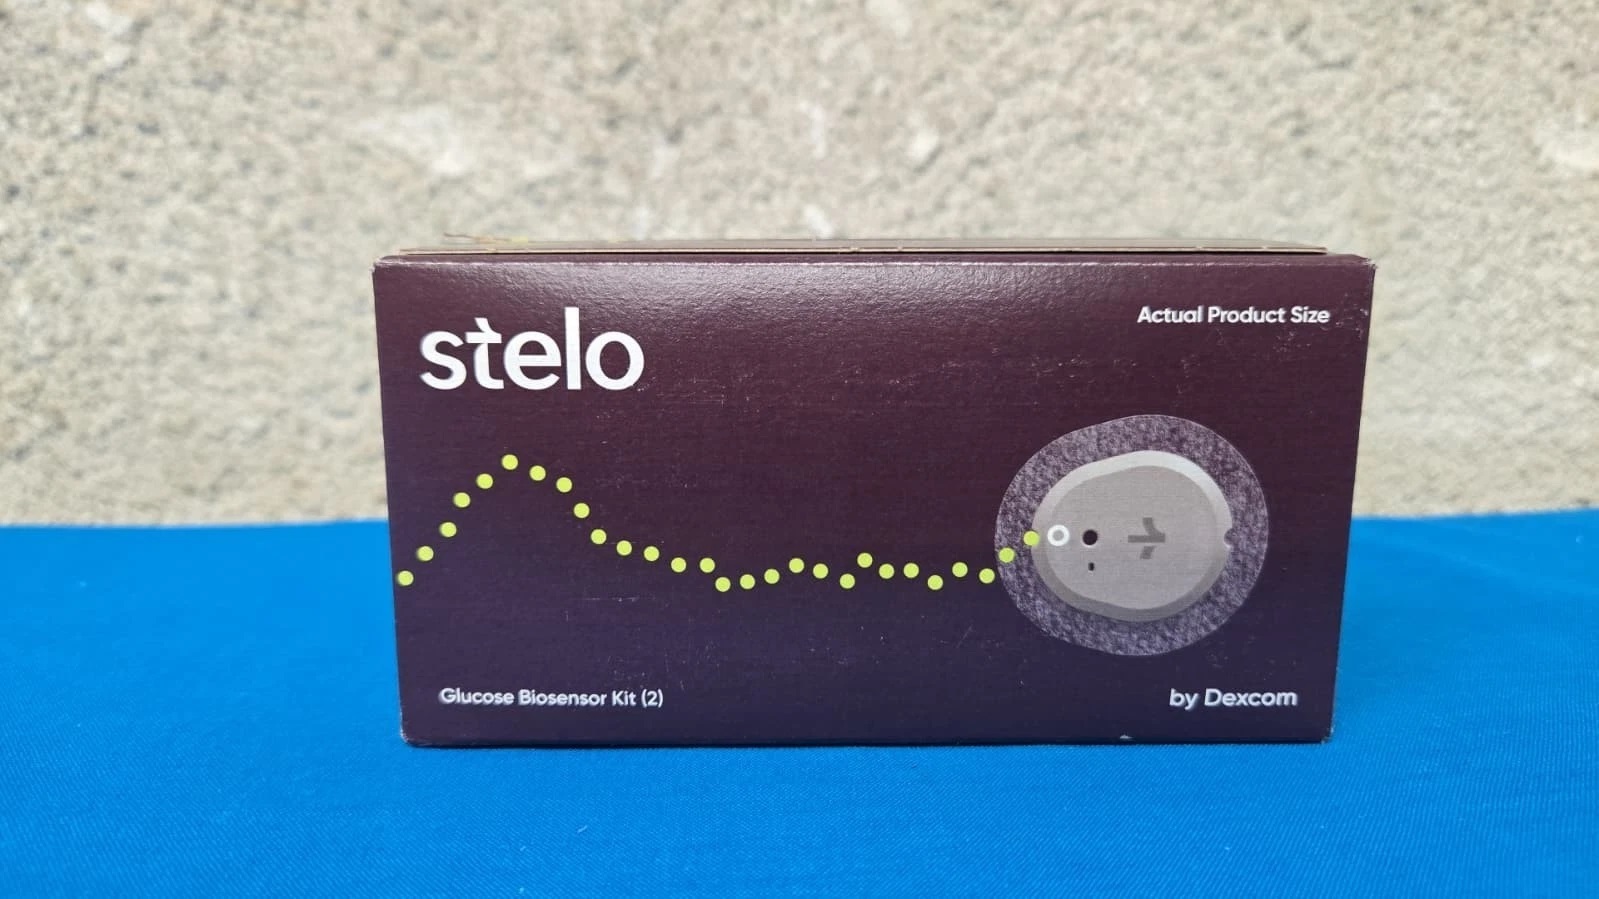 stelo
Actual Product Size
Glucose Biosensor Kit (2)
by Dexcom